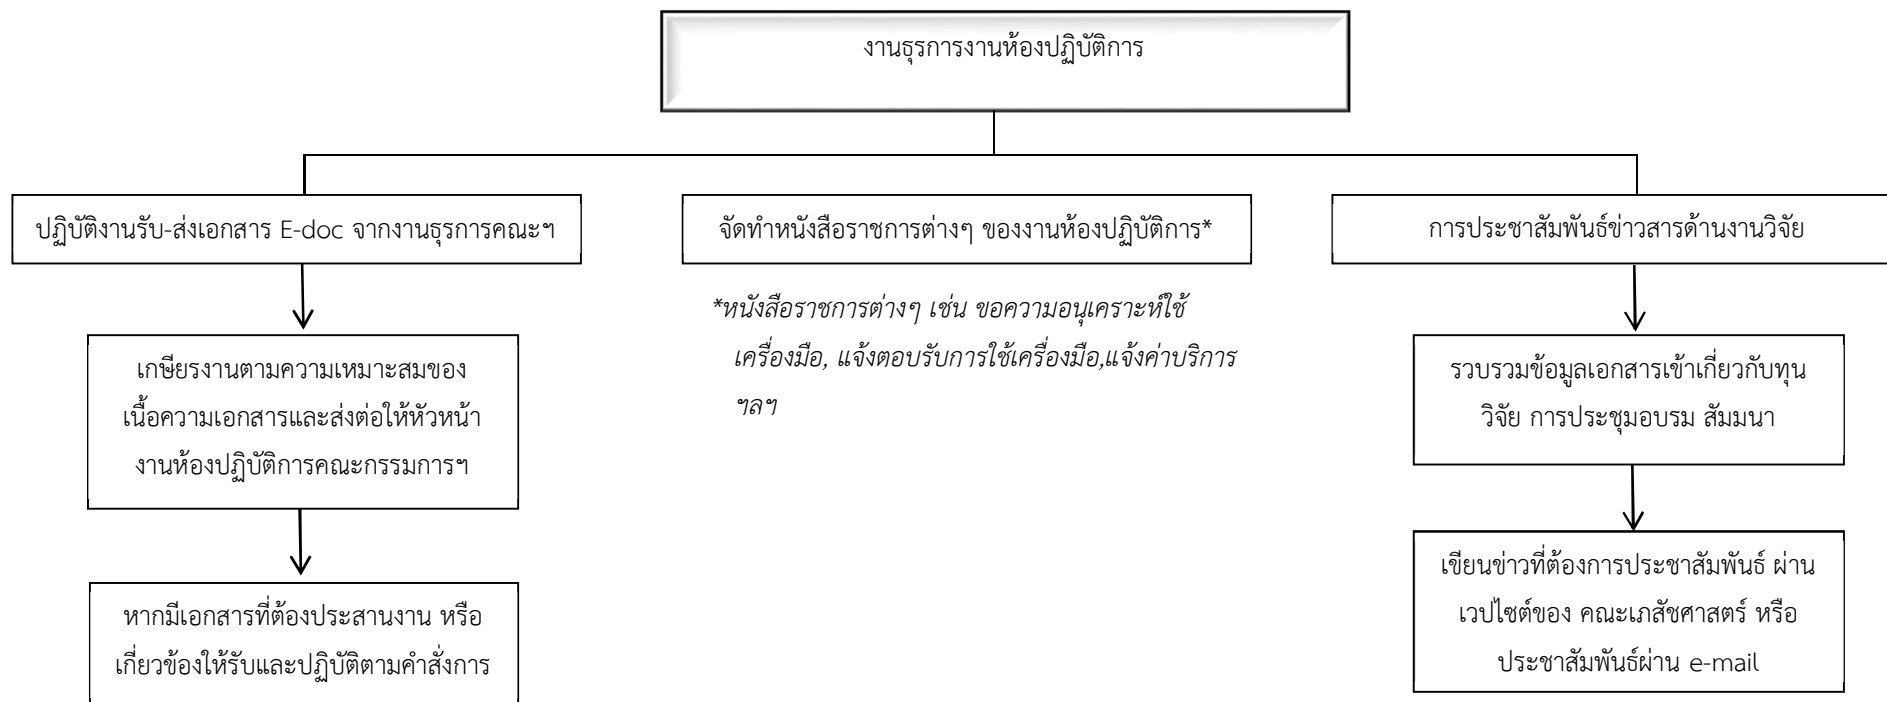 งานธุรการงานห้องปฏิบัติการ
ปฏิบัติงานรับ-ส่งเอกสาร E-doc จากงานธุรการคณะฯ
เกษียรงานตามความเหมาะสมของ
เนื้อความเอกสารและส่งต่อให้หัวหน้า
งานห้องปฏิบัติการคณะกรรมการฯ
หากมีเอกสารที่ต้องประสานงาน หรือ
เกี่ยวข้องให้รับและปฏิบัติตามคำสั่งการ
จัดทำหนังสือราชการต่างๆ ของงานห้องปฏิบัติการ*
*หนังสือราชการต่างๆ เช่น ขอความอนุเคราะห์ใช้
เครื่องมือ, แจ้งตอบรับการใช้เครื่องมือ,แจ้งค่าบริการ
ฯลฯ
การประชาสัมพันธ์ข่าวสารด้านงานวิจัย
รวบรวมข้อมูลเอกสารเข้าเกี่ยวกับทุน
วิจัย การประชุมอบรม สัมมนา
เขียนข่าวที่ต้องการประชาสัมพันธ์ ผ่าน
เวปไซต์ของ คณะเภสัชศาสตร์ หรือ
ประชาสัมพันธ์ผ่าน e-mail